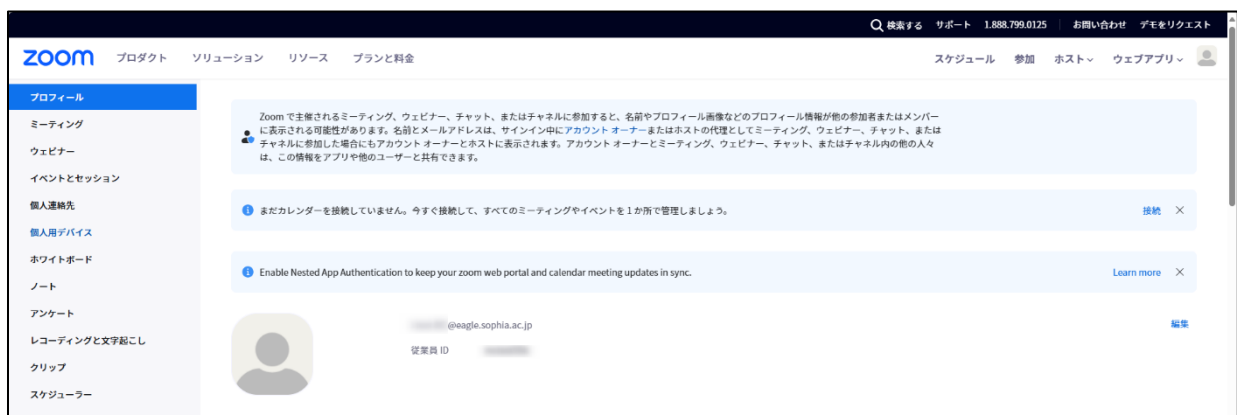 検索する サポート 1.888.799.0125 お問い合わせ デモをリクエスト
zoom プロダクト ソリューション リソース プランと料金 スケジュール 参加 ホスト ウェブアプリ
プロフィール
ミーティング
ウェビナー
イベントとセッション
個人連絡先
個人用デバイス
ホワイトボード
ノート
アンケート
レコーディングと文字起こし
クリップ
スケジューラー
Zoom で主催されるミーティング、ウェビナー、チャット、またはチャネルに参加すると、名前やプロフィール画像などのプロフィール情報が他の参加者またはメンバー
に表示される可能性があります。名前とメールアドレスは、サインイン中にアカウント オーナーまたはホストの代理としてミーティング、ウェビナー、チャット、または
チャネルに参加した場合にもアカウント オーナーとホストに表示されます。アカウント オーナーとミーティング、ウェビナー、チャット、またはチャネル内の他の人々
は、この情報をアプリや他のユーザーと共有できます。
まだカレンダーを接続していません。今すぐ接続して、すべてのミーティングやイベントを1か所で管理しましょう。 接続
Enable Nested App Authentication to keep your zoom web portal and calendar meeting updates in sync. Learn more
@eagle.sophia.ac.jp 編集
従業員 ID